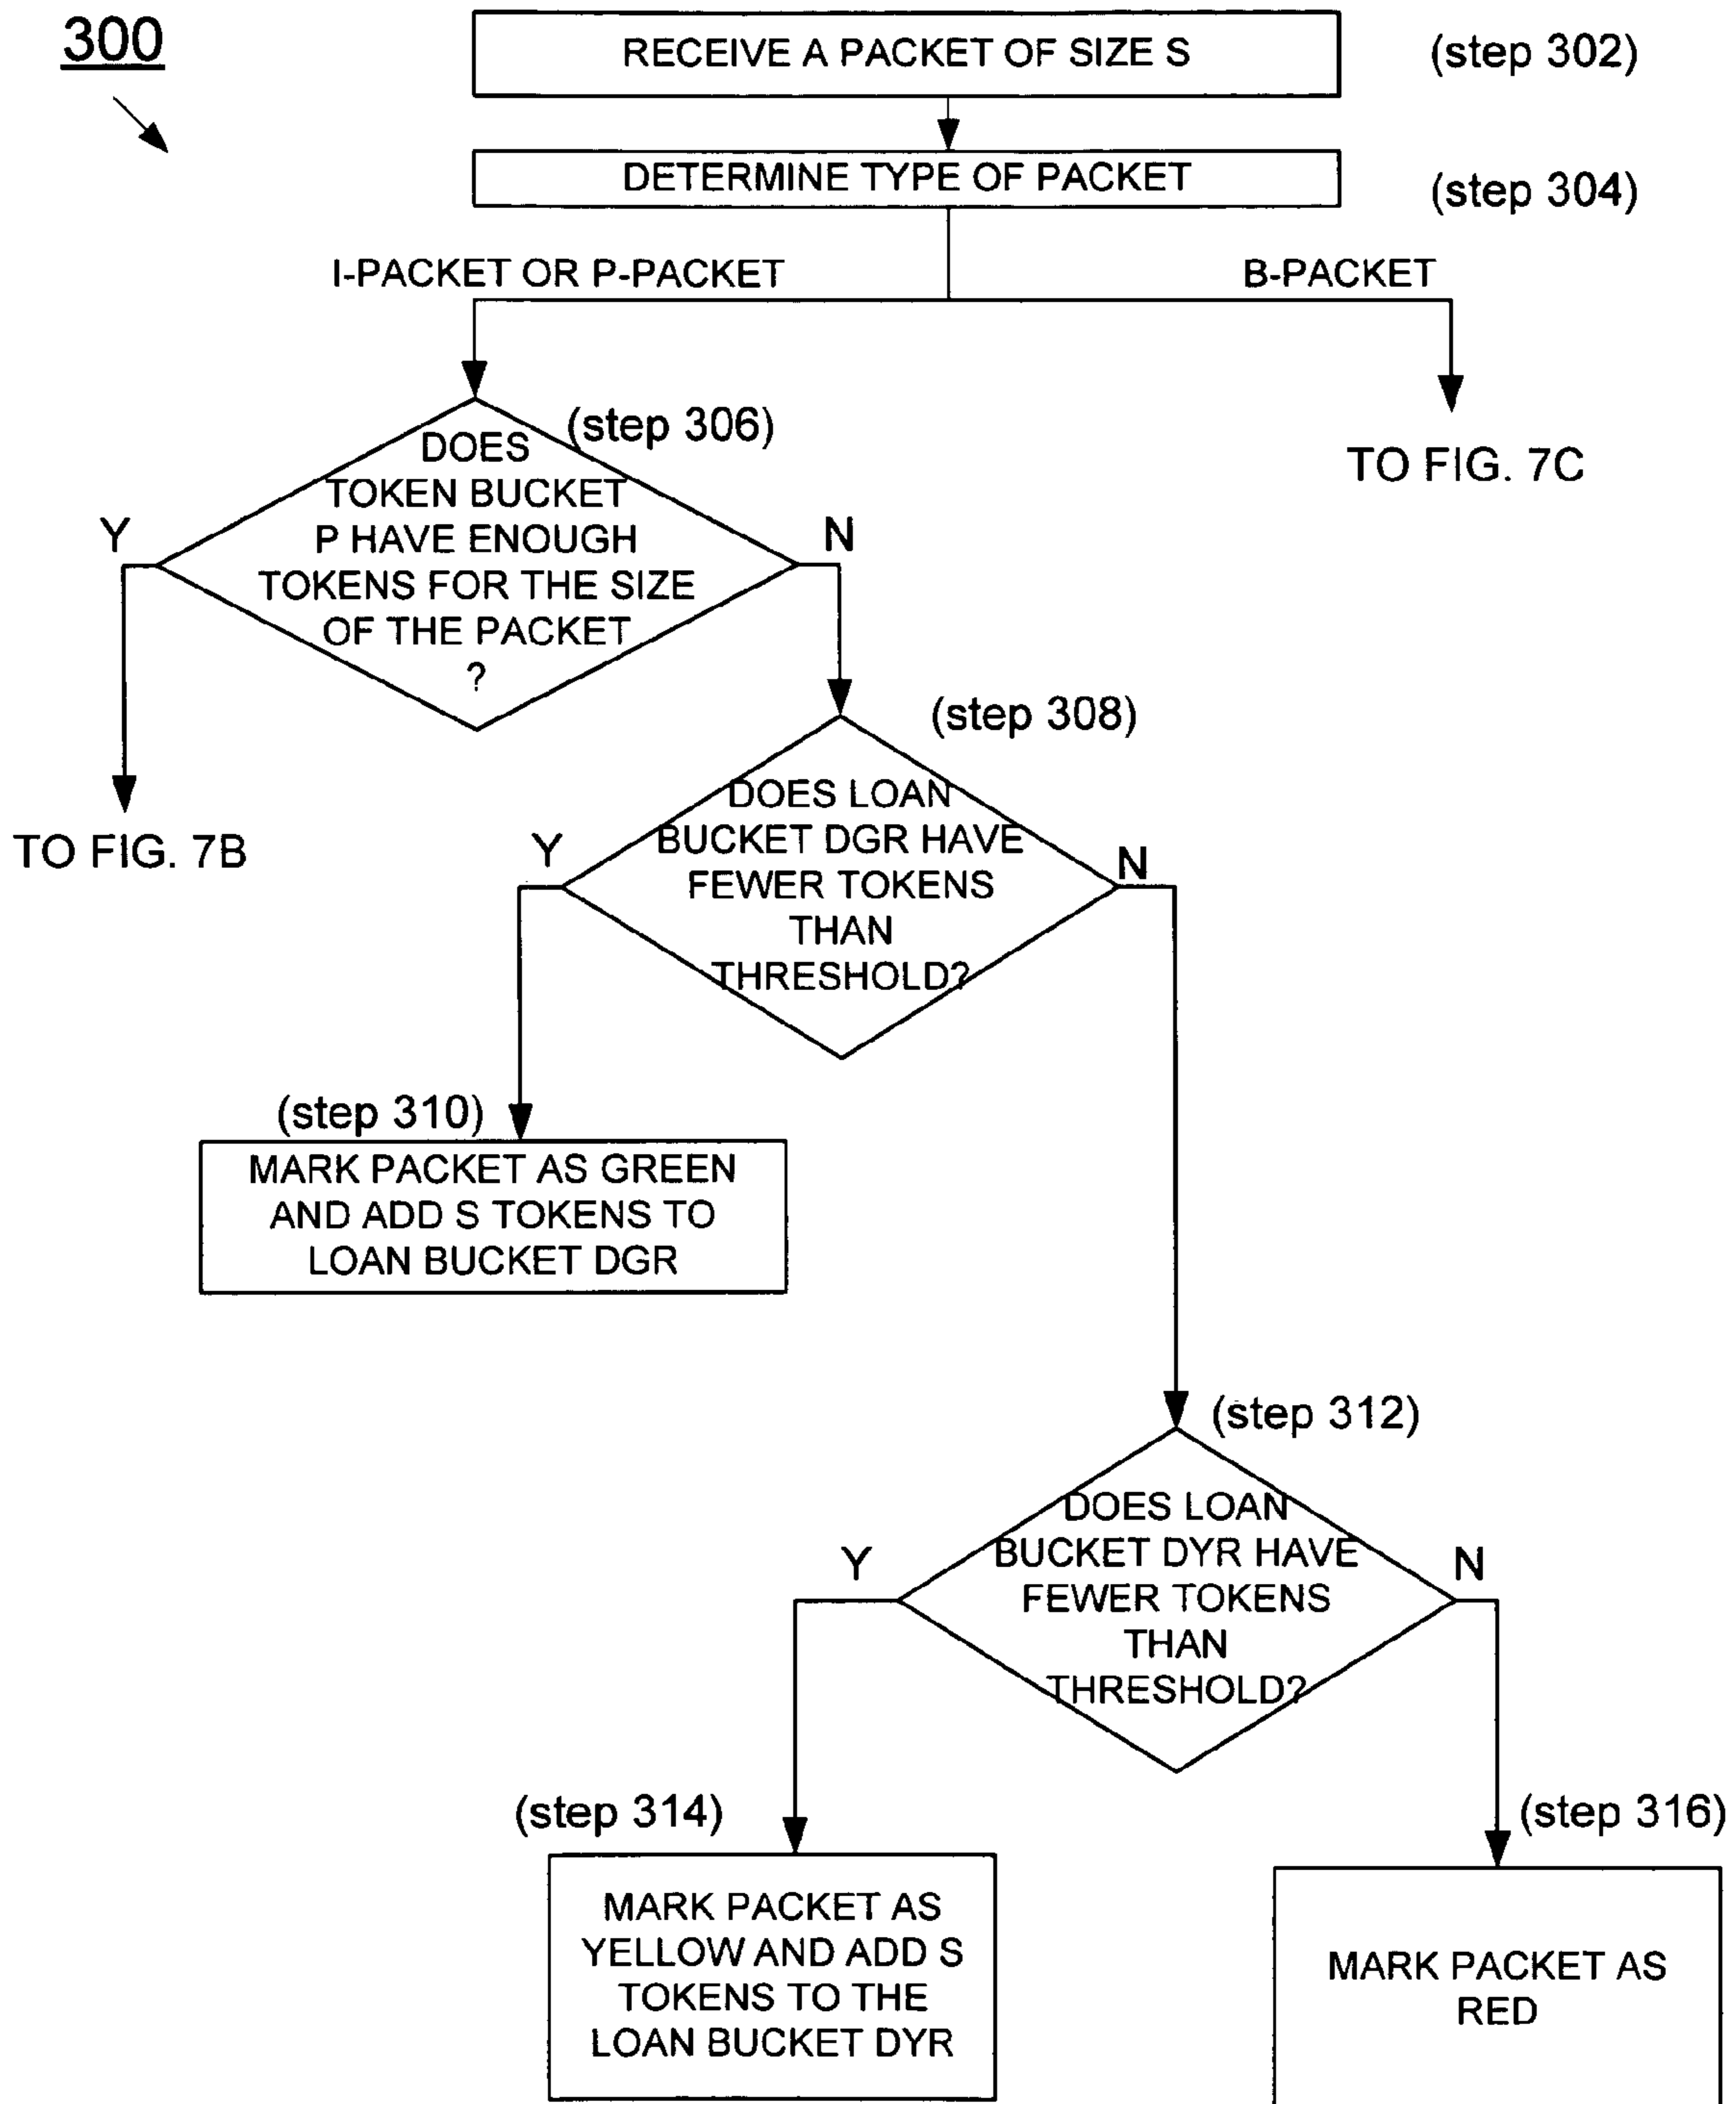 300
RECEIVE A PACKET OF SIZE S
(step 302)
DETERMINE TYPE OF PACKET
(step 304)
I-PACKET OR P-PACKET
B-PACKET
(step 306)
DOES
TOKEN BUCKET
P HAVE ENOUGH
TOKENS FOR THE SIZE
OF THE PACKET
?
Y
N
TO FIG. 7C
TO FIG. 7B
(step 308)
DOES LOAN
BUCKET DGR HAVE
FEWER TOKENS
THAN
THRESHOLD?
Y
N
(step 310)
MARK PACKET AS GREEN
AND ADD S TOKENS TO
LOAN BUCKET DGR
(step 312)
DOES LOAN
BUCKET DYR HAVE
FEWER TOKENS
THAN
THRESHOLD?
Y
N
(step 314)
MARK PACKET AS
YELLOW AND ADD S
TOKENS TO THE
LOAN BUCKET DYR
(step 316)
MARK PACKET AS
RED